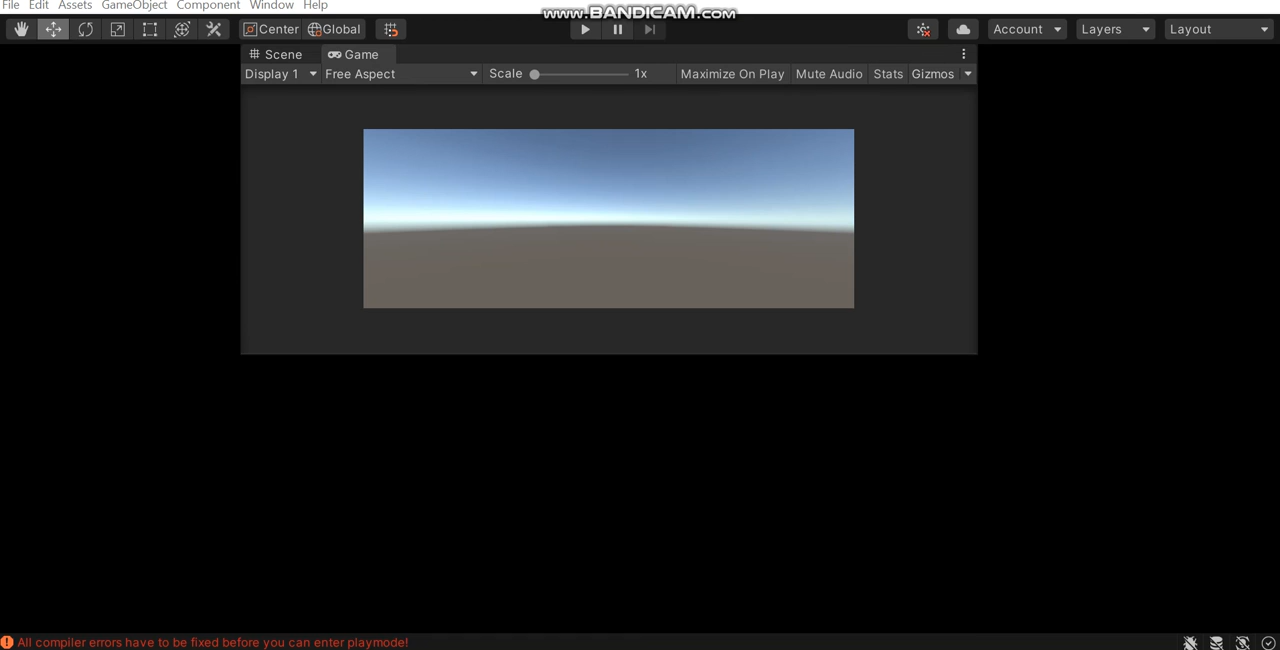 File Edit Assets GameObject Component Window Help
www.BANDICAM.com
Center Global Account Layers Layout
Scene Game
Display 1 Free Aspect Scale 1x Maximize On Play Mute Audio Stats Gizmos
All compiler errors have to be fixed before you can enter playmode!